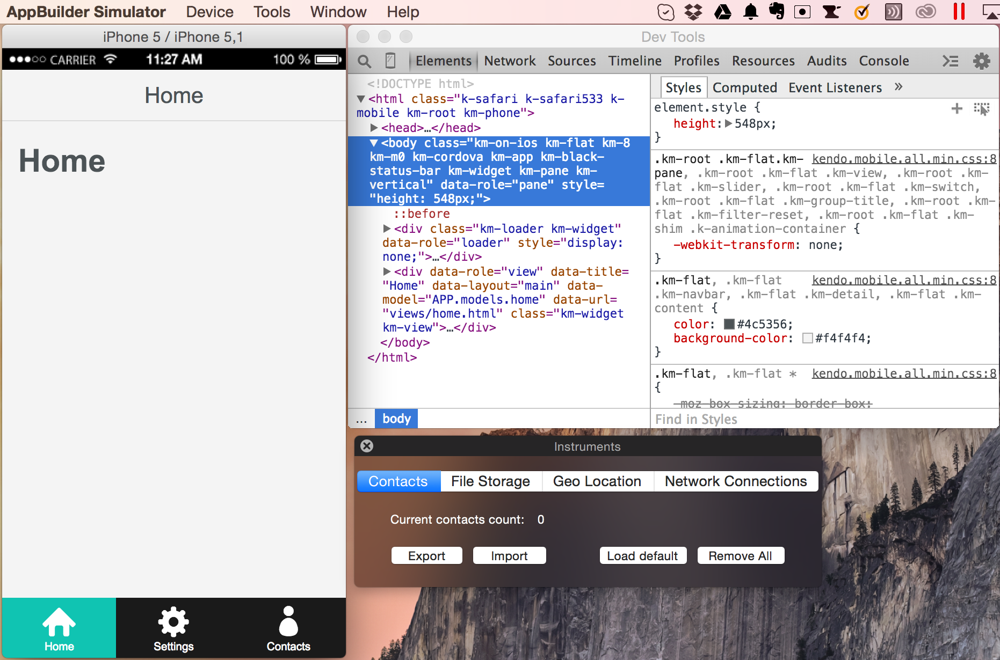 AppBuilder Simulator Device Tools Window Help
iPhone 5 / iPhone 5,1
CARRIER 11:27 AM 100 %
Home
Home
Home Settings Contacts
Dev Tools
Elements Network Sources Timeline Profiles Resources Audits Console
<!DOCTYPE html>
▼<html class="k-safari k-safari533 k-
mobile km-root km-phone">
▶<head>…</head>
▼<body class="km-on-ios km-flat km-8
km-m0 km-cordova km-app km-black-
status-bar km-widget km-pane km-
vertical" data-role="pane" style=
"height: 548px;">
::before
▶<div class="km-loader km-widget"
data-role="loader" style="display:
none;">…</div>
▶<div data-role="view" data-title=
"Home" data-layout="main" data-
model="APP.models.home" data-url=
"views/home.html" class="km-widget
km-view">…</div>
</body>
</html>
... body
Styles Computed Event Listeners »
element.style {
height:▶548px;
}
.km-root .km-flat.km- kendo.mobile.all.min.css:8
pane, .km-root .km-flat .km-view, .km-root .km-
flat .km-slider, .km-root .km-flat .km-switch,
.km-root .km-flat .km-group-title, .km-root .km-
flat .km-filter-reset, .km-root .km-flat .km-
shim .k-animation-container {
-webkit-transform: none;
}
.km-flat, .km-flat kendo.mobile.all.min.css:8
.km-navbar, .km-flat .km-detail, .km-flat .km-
content {
color: #4c5356;
background-color: #f4f4f4;
}
.km-flat, .km-flat * kendo.mobile.all.min.css:8
{
-moz-box-sizing: border-box;
Find in Styles
Instruments
Contacts File Storage Geo Location Network Connections
Current contacts count: 0
Export Import Load default Remove All